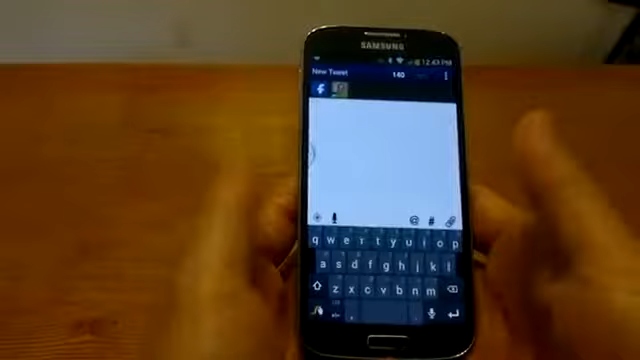 SAMSUNG
12:43 PM
New Tweet 140
f
@ #
q w e r t y u i o p
a s d f g h j k l
z x c v b n m